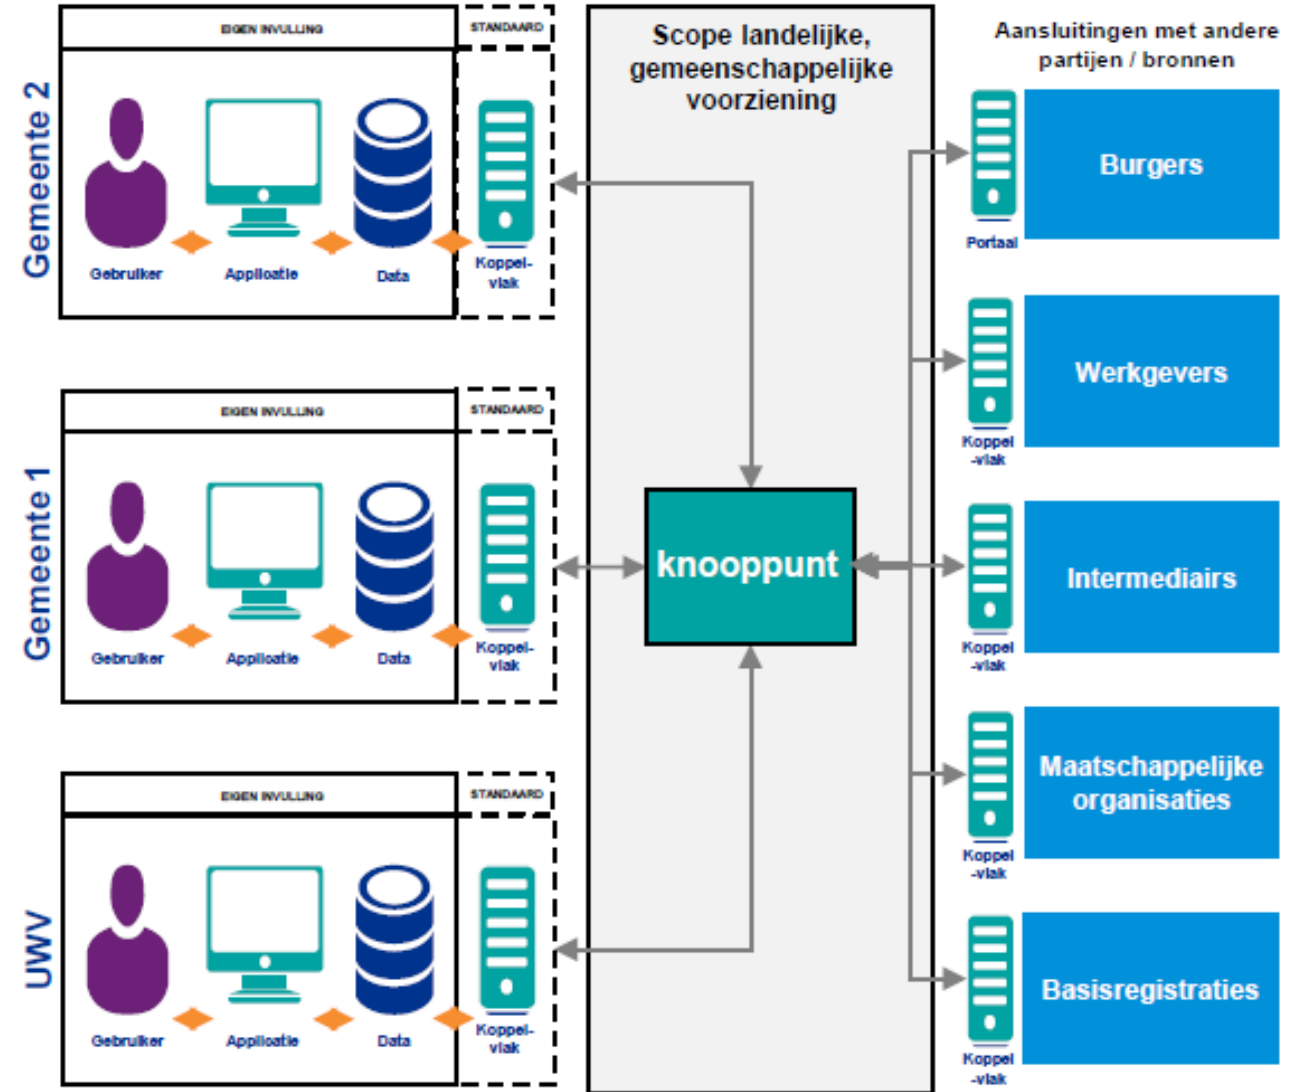 Gemeente 2
EIGEN INVULLING
STANDAARD
Gebruiker
Applicatie
Data
Koppel-
vlak
Gemeente 1
EIGEN INVULLING
STANDAARD
Gebruiker
Applicatie
Data
Koppel-
vlak
UWV
EIGEN INVULLING
STANDAARD
Gebruiker
Applicatie
Data
Koppel-
vlak
Scope landelijke,
gemeenschappelijke
voorziening
knooppunt
Aansluitingen met andere
partijen / bronnen
Portaal
Burgers
Koppel
-vlak
Werkgevers
Koppel
-vlak
Intermediairs
Koppel
-vlak
Maatschappelijke
organisaties
Koppel
-vlak
Basisregistraties